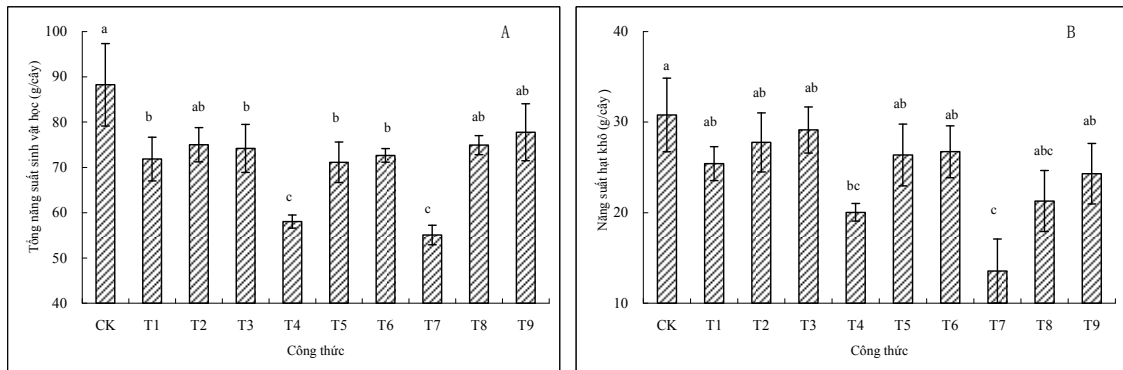 A
Tổng năng suất sinh vật học (g/cây)
100
90
80
70
60
50
40
a
b
ab
b
c
b
b
c
ab
ab
CK T1 T2 T3 T4 T5 T6 T7 T8 T9
Công thức
B
Năng suất hạt khô (g/cây )
40
30
20
10
a
ab
ab
ab
bc
ab
ab
c
abc
ab
CK T1 T2 T3 T4 T5 T6 T7 T8 T9
Công thức